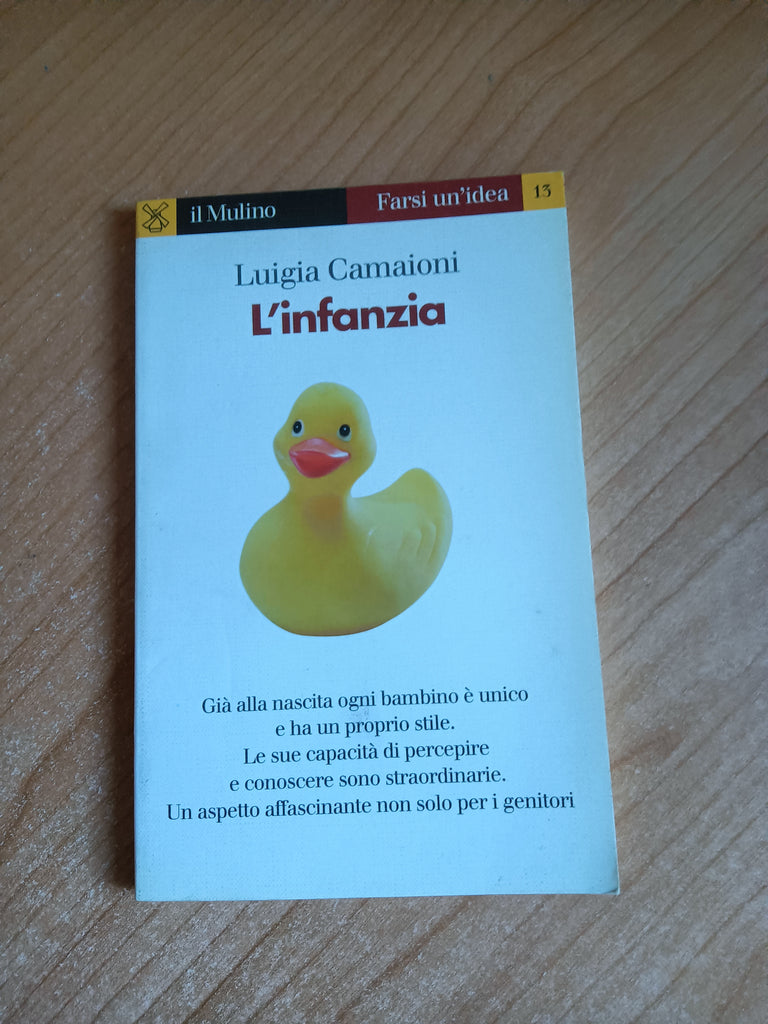 il Mulino
Farsi un'idea
13
Luigia Camaioni
L'infanzia
Già alla nascita ogni bambino è unico
e ha un proprio stile.
Le sue capacità di percepire
e conoscere sono straordinarie.
Un aspetto affascinante non solo per i genitori